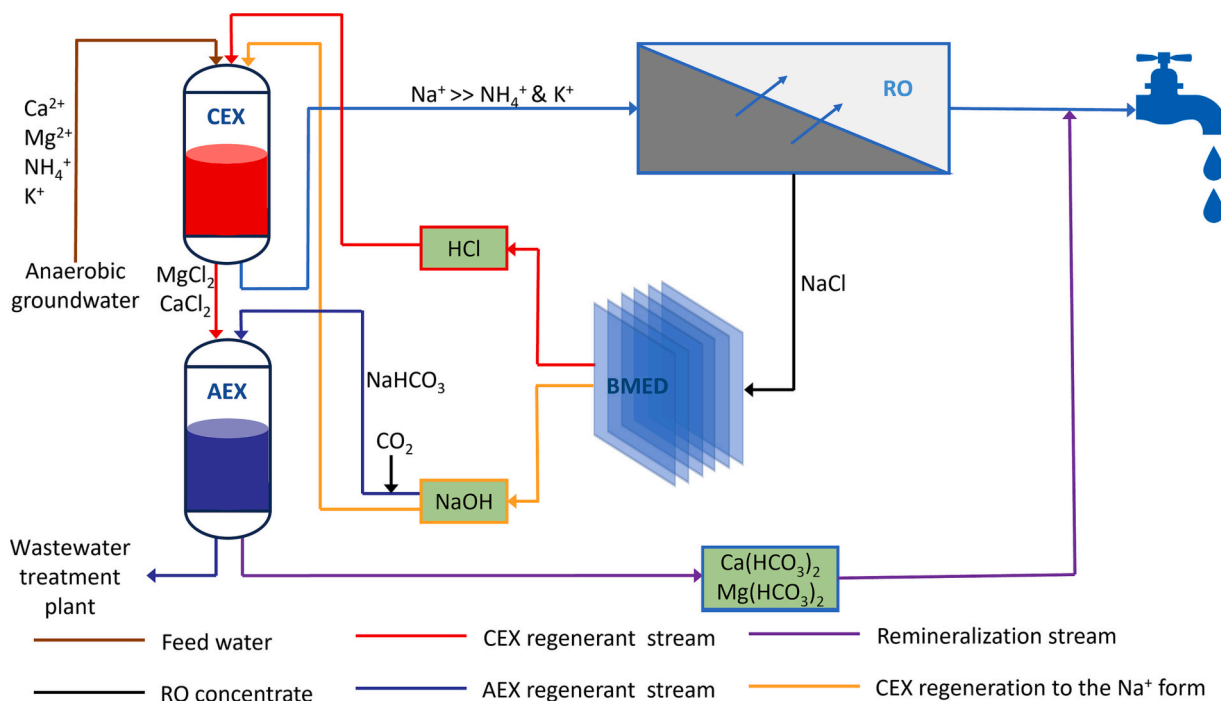 CEX
Ca²⁺
Mg²⁺
NH₄⁺
K⁺
Na⁺ >> NH₄⁺ & K⁺
RO
Anaerobic
groundwater
MgCl₂
CaCl₂
HCl
NaCl
AEX
NaHCO₃
BMED
CO₂
NaOH
Wastewater
treatment
plant
Ca(HCO₃)₂
Mg(HCO₃)₂
Feed water
CEX regenerant stream
Remineralization stream
RO concentrate
AEX regenerant stream
CEX regeneration to the Na⁺ form